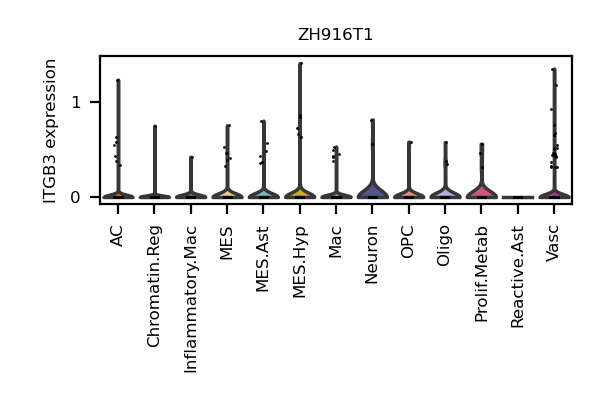 ZH916T1
ITGB3 expression
1
0
AC
Chromatin.Reg
Inflammatory.Mac
MES
MES.Ast
MES.Hyp
Mac
Neuron
OPC
Oligo
Prolif.Metab
Reactive.Ast
Vasc